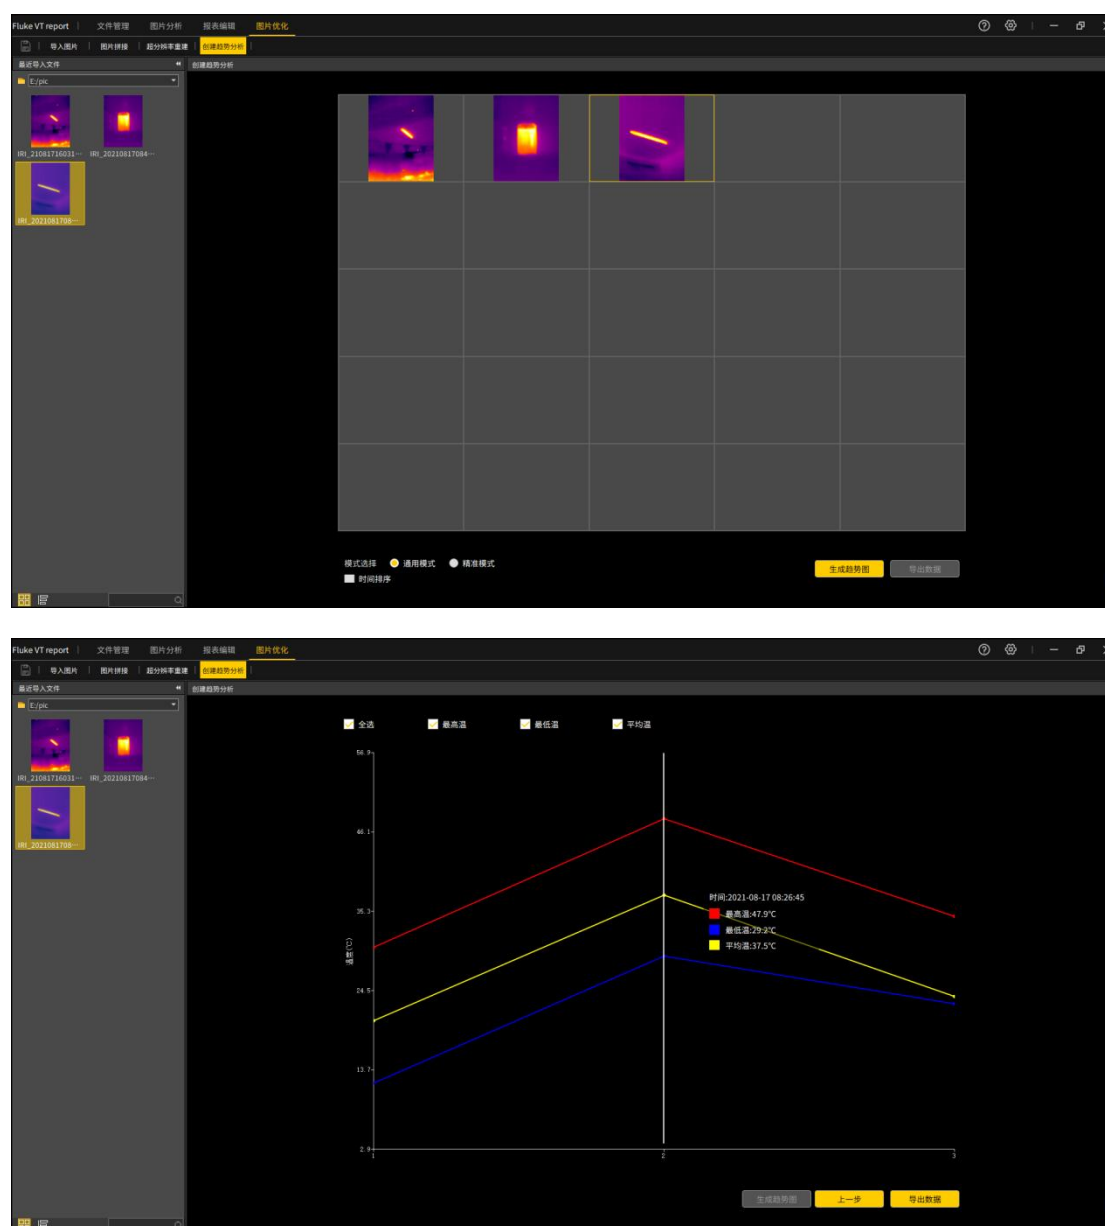 Fluke VT report 文件管理 图片分析 报表编辑 图片优化
导入图片 图片拼接 超分辨率重建 创建趋势分析
最近导入文件 创建趋势分析
E:/pic
IRI_21081716031··· IRI_20210817084···
IRI_2021081708···
模式选择 通用模式 精准模式
时间排序
生成趋势图 导出数据
Fluke VT report 文件管理 图片分析 报表编辑 图片优化
导入图片 图片拼接 超分辨率重建 创建趋势分析
最近导入文件 创建趋势分析
E:/pic
全选 最高温 最低温 平均温
IRI_21081716031··· IRI_20210817084···
IRI_2021081708···
56.9
46.1
35.3
24.5
13.7
2.9
温度(℃)
时间:2021-08-17 08:26:45
最高温:47.9℃
最低温:29.2℃
平均温:37.5℃
1 2 3
生成趋势图 上一步 导出数据